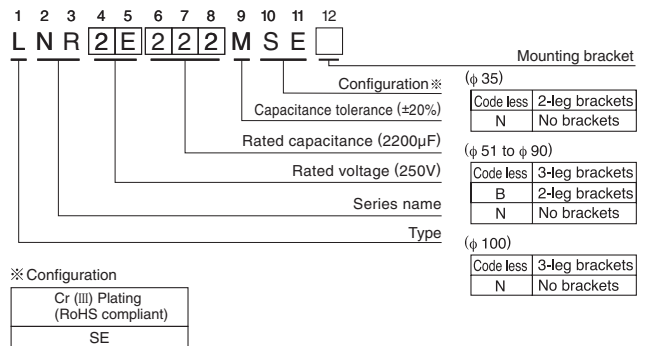 1 2 3 4 5 6 7 8 9 10 11 12
L N R 2 E 2 2 2 M S E
Mounting bracket
Configuration※
Capacitance tolerance (±20%)
Rated capacitance (2200µF)
Rated voltage (250V)
Series name
Type
(ϕ 35)
Code less 2-leg brackets
N No brackets
(ϕ 51 to ϕ 90)
Code less 3-leg brackets
B 2-leg brackets
N No brackets
(ϕ 100)
Code less 3-leg brackets
N No brackets
※Configuration
Cr (Ⅲ) Plating
(RoHS compliant)
SE